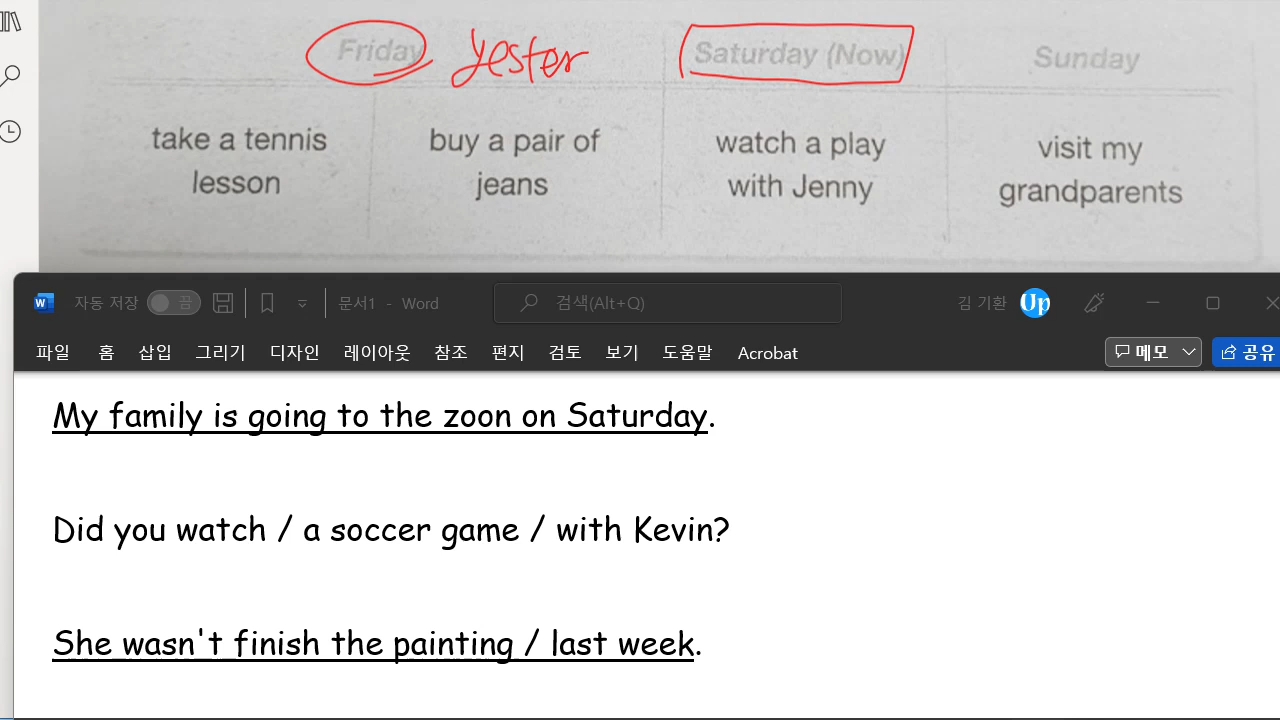 Friday yester Saturday (Now) Sunday
take a tennis lesson
buy a pair of jeans
watch a play with Jenny
visit my grandparents
자동 저장 끔 문서1 - Word 검색(Alt+Q) 김 기환 Up
파일 홈 삽입 그리기 디자인 레이아웃 참조 편지 검토 보기 도움말 Acrobat 메모 공유
My family is going to the zoon on Saturday.
Did you watch / a soccer game / with Kevin?
She wasn't finish the painting / last week.